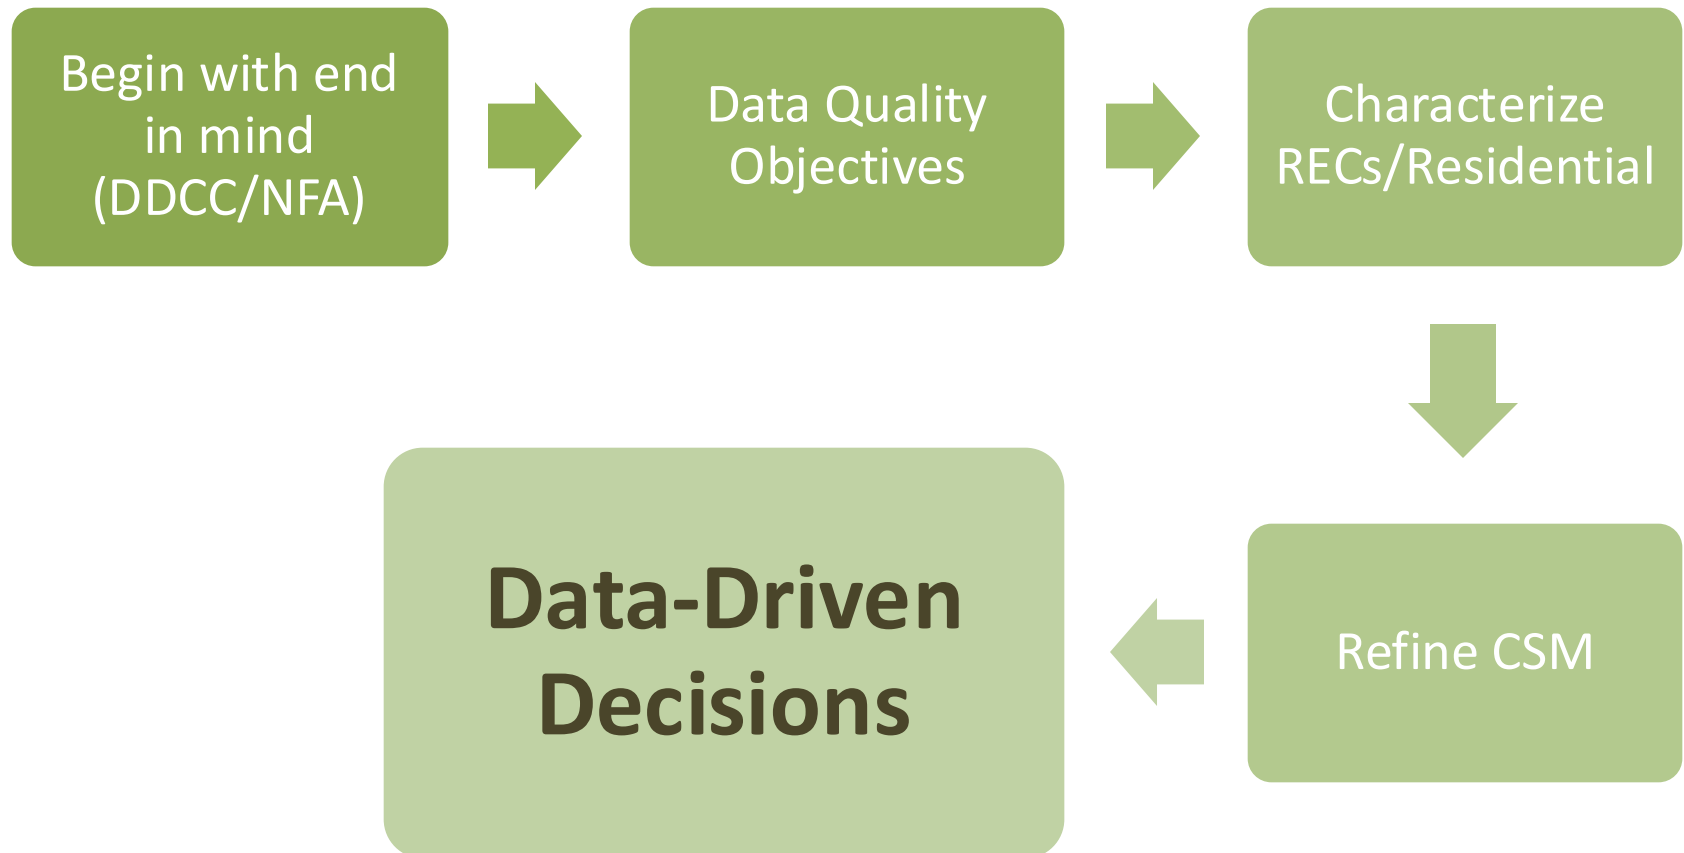 Begin with end
in mind
(DDCC/NFA)
Data Quality
Objectives
Characterize
RECs/Residential
Refine CSM
Data-Driven
Decisions